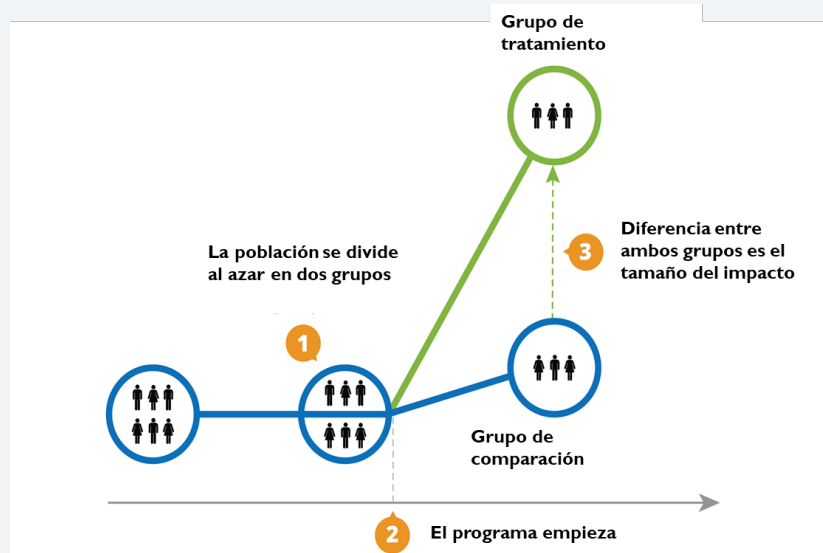 Grupo de
tratamiento
La población se divide
al azar en dos grupos
1
3
Diferencia entre
ambos grupos es el
tamaño del impacto
Grupo de
comparación
2
El programa empieza